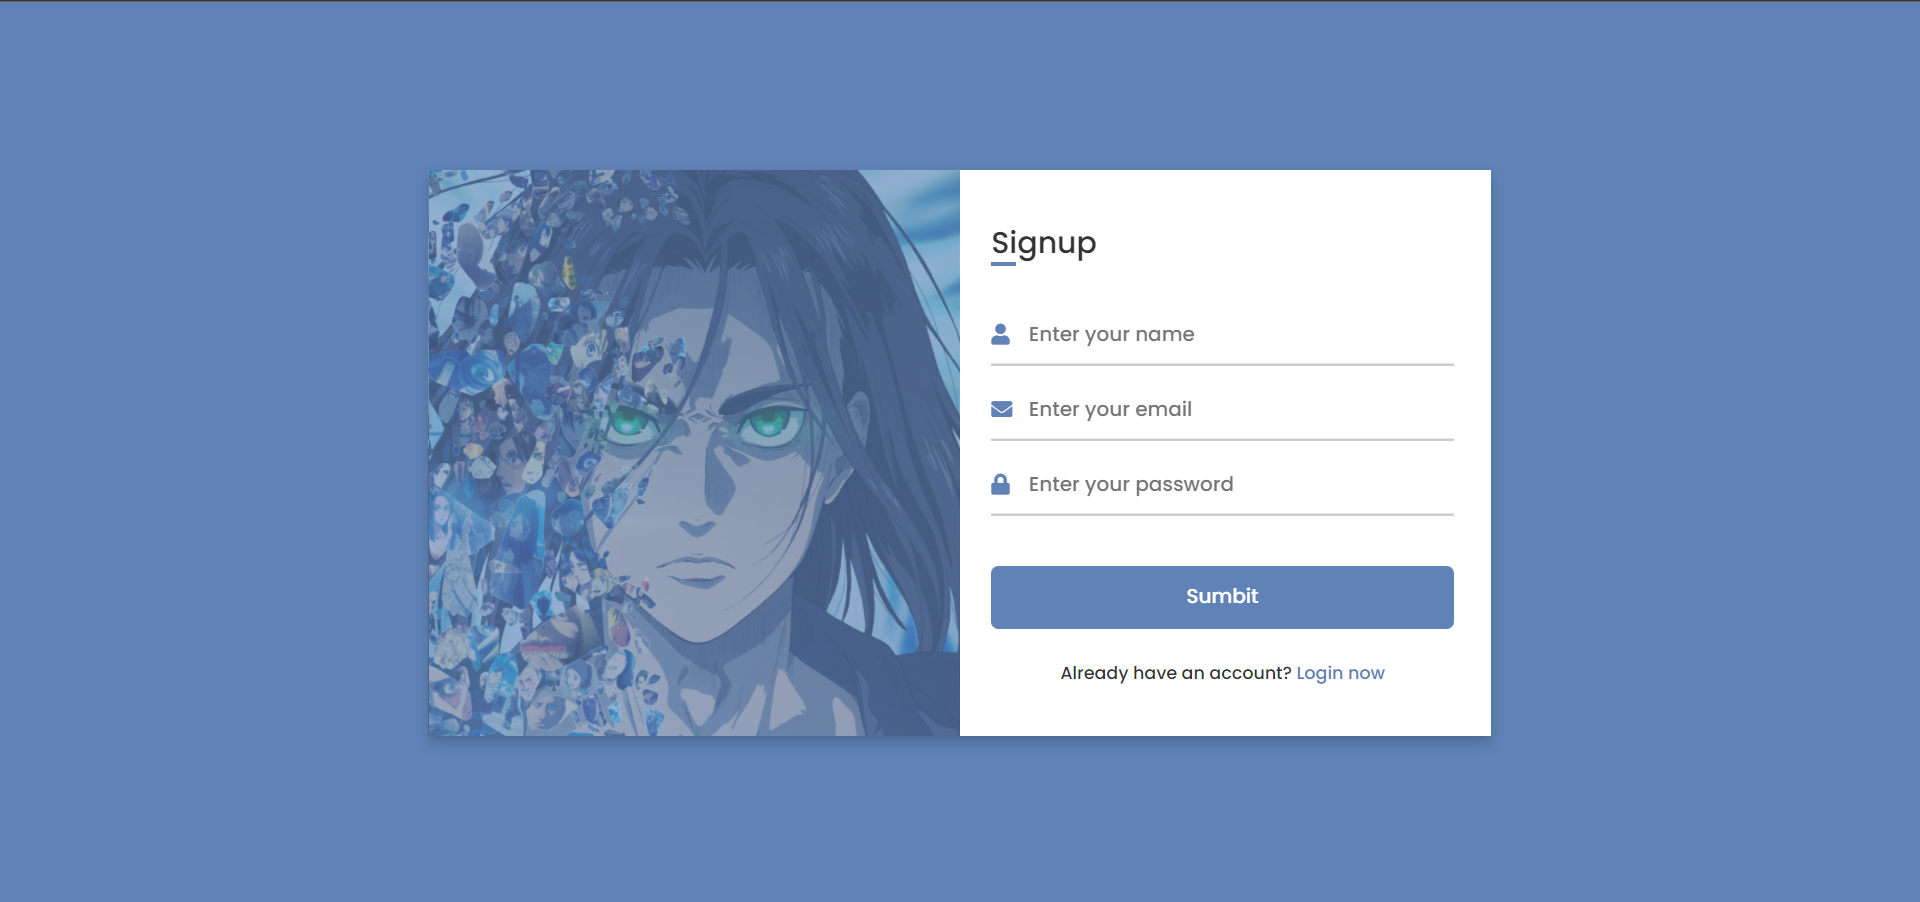 Signup
Enter your name
Enter your email
Enter your password
Sumbit
Already have an account? Login now